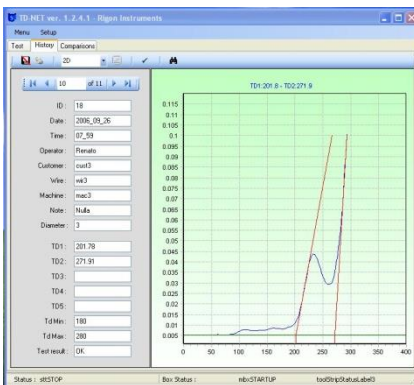 TD NET ver. 1.2.4.1 - Rigon Instruments
Menu Setup
Test History Comparisons
2D
10 of 11
ID : 18
Date : 2006_09_26
Time : 07_59
Operator : Renato
Customer : cust3
Wire : wir3
Machine : mac3
Note : Nulla
Diameter : 3
TD1 : 201.78
TD2 : 271.91
TD3 :
TD4 :
TD5 :
Td Min : 180
Td Max : 280
Test result : OK
TD1:201.8 - TD2:271.9
0.115
0.11
0.105
0.1
0.095
0.09
0.085
0.08
0.075
0.07
0.065
0.06
0.055
0.05
0.045
0.04
0.035
0.03
0.025
0.02
0.015
0.01
0.005
0 50 100 150 200 250 300 350 400
Status : sttSTOP Box Status : mbxSTARTUP toolStripStatusLabel3